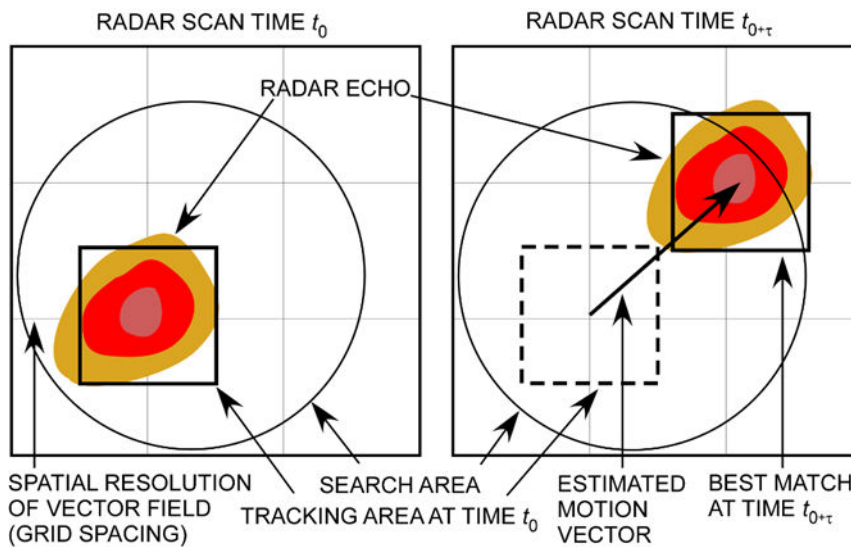 RADAR SCAN TIME t0
RADAR SCAN TIME t0+τ
RADAR ECHO
SPATIAL RESOLUTION
OF VECTOR FIELD
(GRID SPACING)
SEARCH AREA
TRACKING AREA AT TIME t0
ESTIMATED
MOTION
VECTOR
BEST MATCH
AT TIME t0+τ